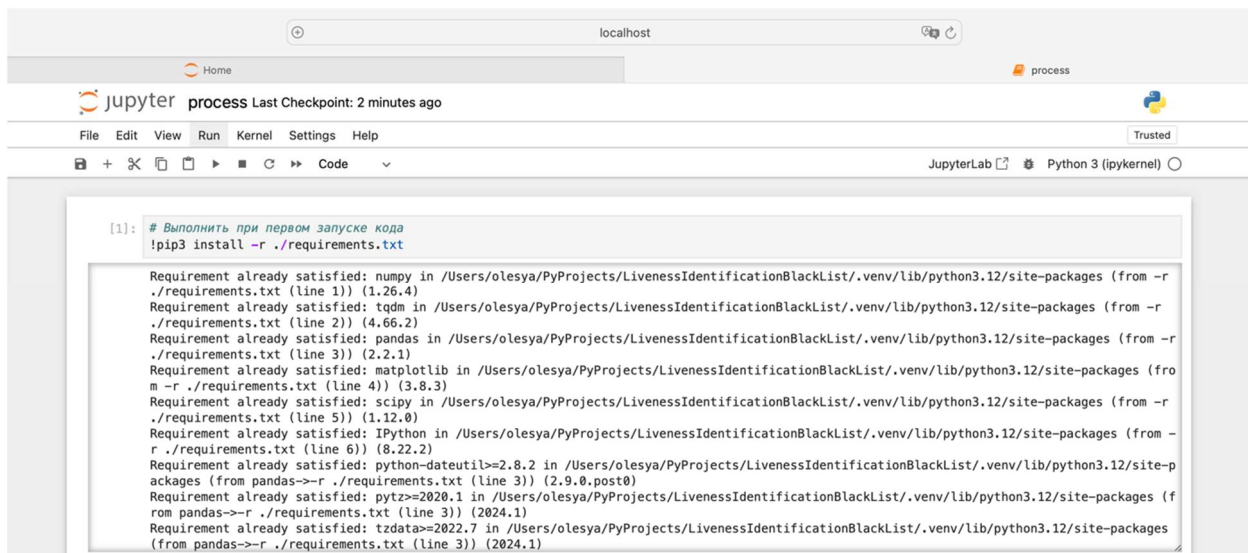 localhost
Home
process
jupyter process Last Checkpoint: 2 minutes ago
File Edit View Run Kernel Settings Help
Trusted
Code
JupyterLab Python 3 (ipykernel)
[1]: # Выполнить при первом запуске кода
!pip3 install -r ./requirements.txt
Requirement already satisfied: numpy in /Users/olesya/PyProjects/LivenessIdentificationBlackList/.venv/lib/python3.12/site-packages (from -r
./requirements.txt (line 1)) (1.26.4)
Requirement already satisfied: tqdm in /Users/olesya/PyProjects/LivenessIdentificationBlackList/.venv/lib/python3.12/site-packages (from -r
./requirements.txt (line 2)) (4.66.2)
Requirement already satisfied: pandas in /Users/olesya/PyProjects/LivenessIdentificationBlackList/.venv/lib/python3.12/site-packages (from -r
./requirements.txt (line 3)) (2.2.1)
Requirement already satisfied: matplotlib in /Users/olesya/PyProjects/LivenessIdentificationBlackList/.venv/lib/python3.12/site-packages (fro
m -r ./requirements.txt (line 4)) (3.8.3)
Requirement already satisfied: scipy in /Users/olesya/PyProjects/LivenessIdentificationBlackList/.venv/lib/python3.12/site-packages (from -r
./requirements.txt (line 5)) (1.12.0)
Requirement already satisfied: IPython in /Users/olesya/PyProjects/LivenessIdentificationBlackList/.venv/lib/python3.12/site-packages (from -
r ./requirements.txt (line 6)) (8.22.2)
Requirement already satisfied: python-dateutil>=2.8.2 in /Users/olesya/PyProjects/LivenessIdentificationBlackList/.venv/lib/python3.12/site-p
ackages (from pandas->-r ./requirements.txt (line 3)) (2.9.0.post0)
Requirement already satisfied: pytz>=2020.1 in /Users/olesya/PyProjects/LivenessIdentificationBlackList/.venv/lib/python3.12/site-packages (f
rom pandas->-r ./requirements.txt (line 3)) (2024.1)
Requirement already satisfied: tzdata>=2022.7 in /Users/olesya/PyProjects/LivenessIdentificationBlackList/.venv/lib/python3.12/site-packages
(from pandas->-r ./requirements.txt (line 3)) (2024.1)